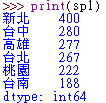 >>> print(sp1)
新北    400
台中    280
高雄    277
台北    267
桃園    222
台南    188
dtype: int64